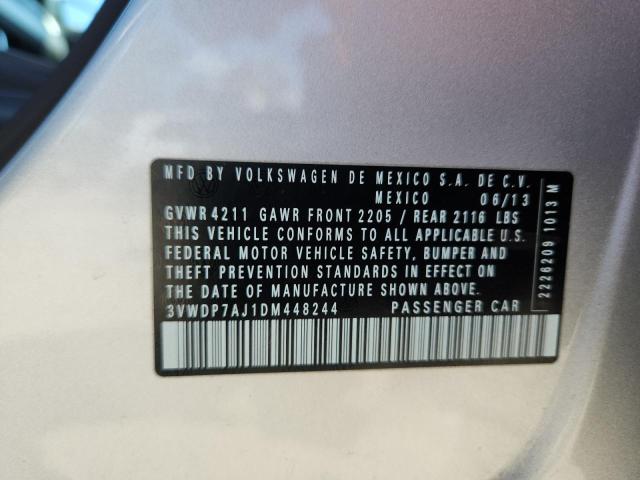 MFD BY VOLKSWAGEN DE MEXICO S.A. DE C.V.
MEXICO 06/13
GVWR 4211 GAWR FRONT 2205 / REAR 2116 LBS
THIS VEHICLE CONFORMS TO ALL APPLICABLE U.S.
FEDERAL MOTOR VEHICLE SAFETY, BUMPER AND
THEFT PREVENTION STANDARDS IN EFFECT ON
THE DATE OF MANUFACTURE SHOWN ABOVE.
3VWDP7AJ1DM448244 PASSENGER CAR
2226209 1013 M